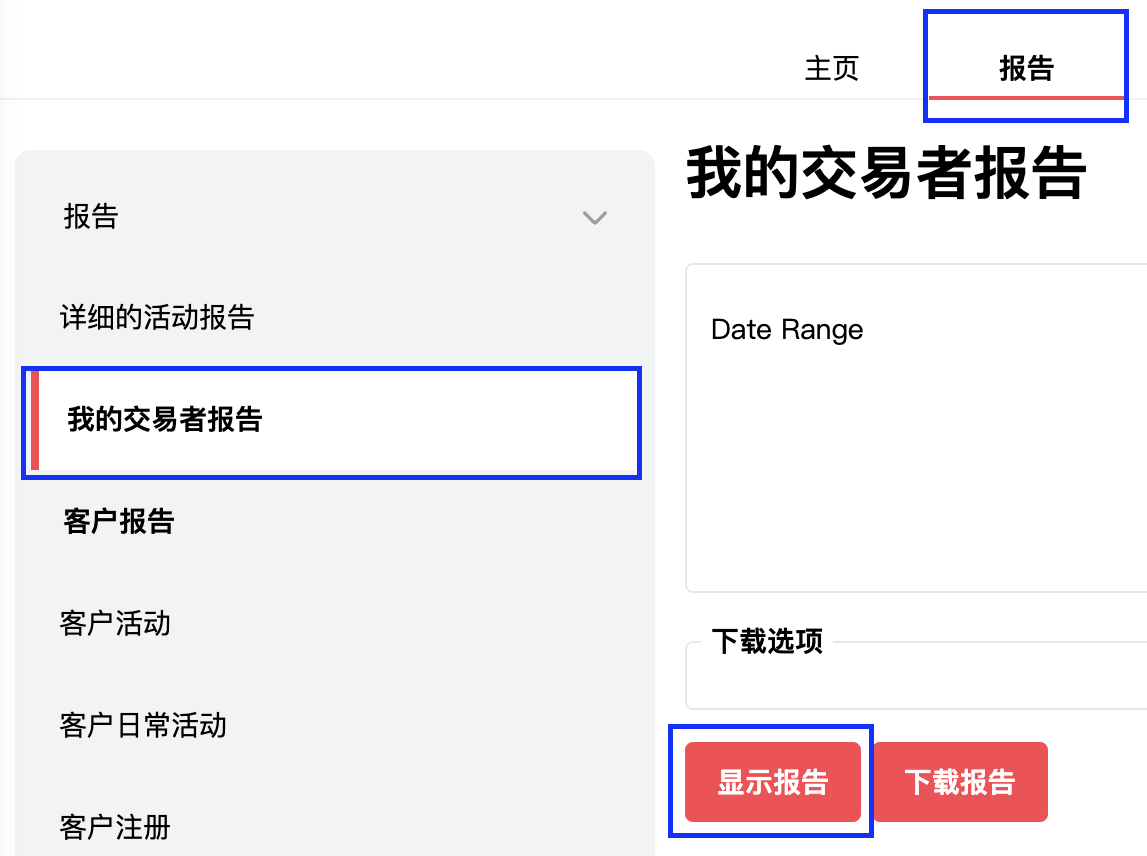 主页
报告
我的交易者报告
报告
详细的活动报告
我的交易者报告
客户报告
客户活动
客户日常活动
客户注册
Date Range
下载选项
显示报告
下载报告